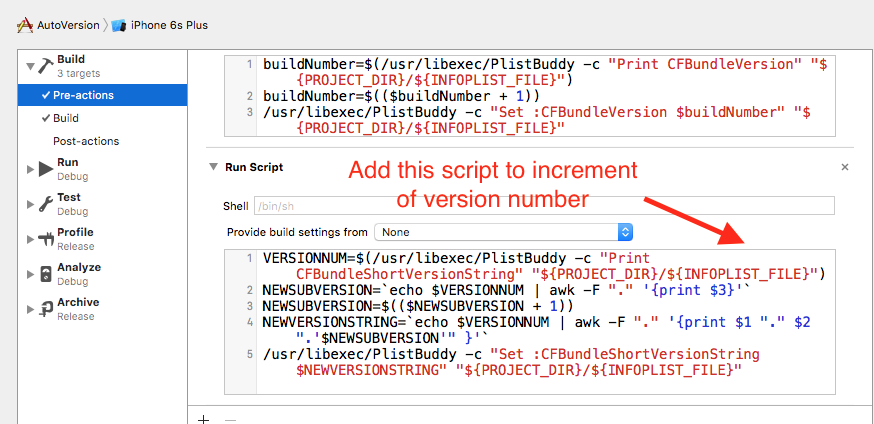 AutoVersion iPhone 6s Plus
Build
3 targets
Pre-actions
Build
Post-actions
Run
Debug
Test
Debug
Profile
Release
Analyze
Debug
Archive
Release
1 buildNumber=$(/usr/libexec/PlistBuddy -c "Print CFBundleVersion" "$
{PROJECT_DIR}/${INFOPLIST_FILE}")
2 buildNumber=$(($buildNumber + 1))
3 /usr/libexec/PlistBuddy -c "Set :CFBundleVersion $buildNumber" "$
{PROJECT_DIR}/${INFOPLIST_FILE}"
Run Script
Add this script to increment
of version number
Shell /bin/sh
Provide build settings from None
1 VERSIONNUM=$(/usr/libexec/PlistBuddy -c "Print
CFBundleShortVersionString" "${PROJECT_DIR}/${INFOPLIST_FILE}")
2 NEWSUBVERSION=`echo $VERSIONNUM | awk -F "." '{print $3}'`
3 NEWSUBVERSION=$(($NEWSUBVERSION + 1))
4 NEWVERSIONSTRING=`echo $VERSIONNUM | awk -F "." '{print $1 "." $2
".'$NEWSUBVERSION'" }'`
5 /usr/libexec/PlistBuddy -c "Set :CFBundleShortVersionString
$NEWVERSIONSTRING" "${PROJECT_DIR}/${INFOPLIST_FILE}"